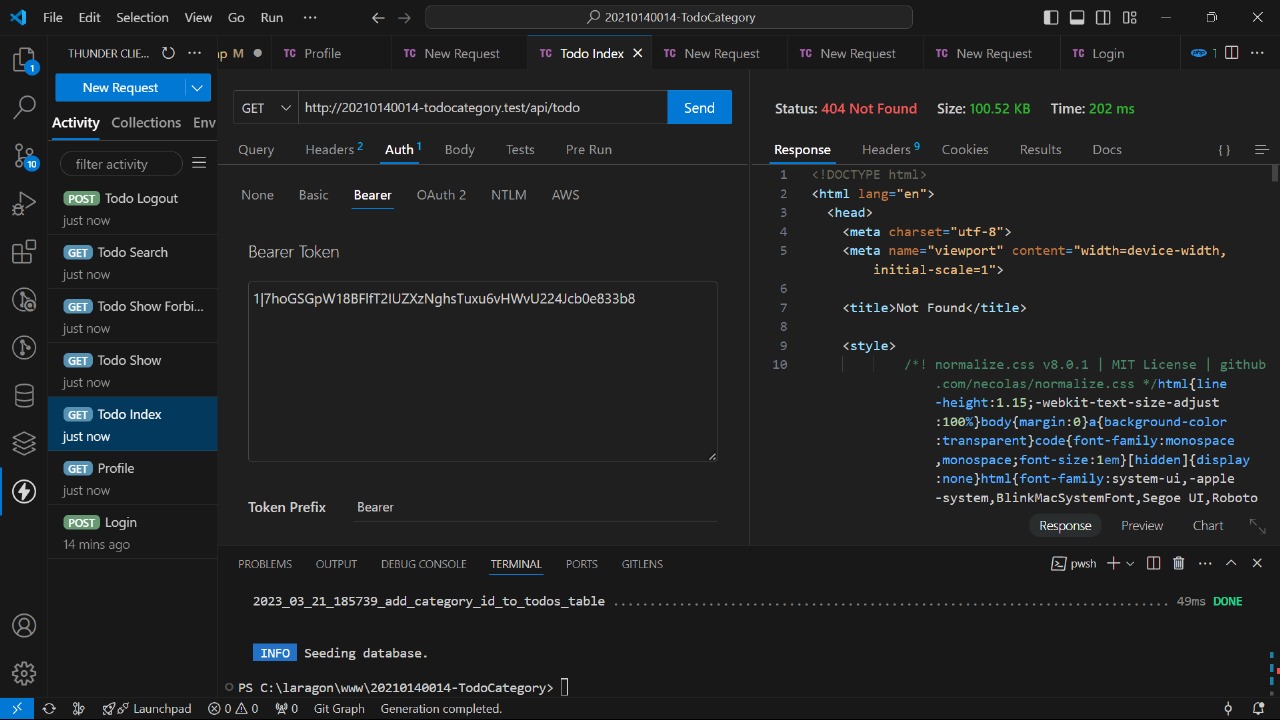 File Edit Selection View Go Run ··· 20210140014-TodoCategory
THUNDER CLIE... ···
op M Profile New Request Todo Index New Request New Request New Request Login
TC TC TC TC TC TC TC
New Request
Activity Collections Env
filter activity
POST Todo Logout
just now
GET Todo Search
just now
GET Todo Show Forbi...
just now
GET Todo Show
just now
GET Todo Index
just now
GET Profile
just now
POST Login
14 mins ago
1
10
GET http://20210140014-todocategory.test/api/todo Send
Query Headers 2 Auth 1 Body Tests Pre Run
None Basic Bearer OAuth 2 NTLM AWS
Bearer Token
1|7hoGSGpW18BFlfT2IUZXzNghsTuxu6vHWvU224Jcb0e833b8
Token Prefix Bearer
Status: 404 Not Found Size: 100.52 KB Time: 202 ms
Response Headers 9 Cookies Results Docs { }
1 <!DOCTYPE html>
2 <html lang="en">
3 <head>
4 <meta charset="utf-8">
5 <meta name="viewport" content="width=device-width,
initial-scale=1">
6
7 <title>Not Found</title>
8
9 <style>
10 /*! normalize.css v8.0.1 | MIT License | github
.com/necolas/normalize.css */html{line
-height:1.15;-webkit-text-size-adjust
:100%}body{margin:0}a{background-color
:transparent}code{font-family:monospace
,monospace;font-size:1em}[hidden]{display
:none}html{font-family:system-ui,-apple
-system,BlinkMacSystemFont,Segoe UI,Roboto
Response Preview Chart
PROBLEMS OUTPUT DEBUG CONSOLE TERMINAL PORTS GITLENS pwsh
2023_03_21_185739_add_category_id_to_todos_table ........................................................................... 49ms DONE
INFO Seeding database.
PS C:\laragon\www\20210140014-TodoCategory>
Launchpad 0 0 0 Git Graph Generation completed.